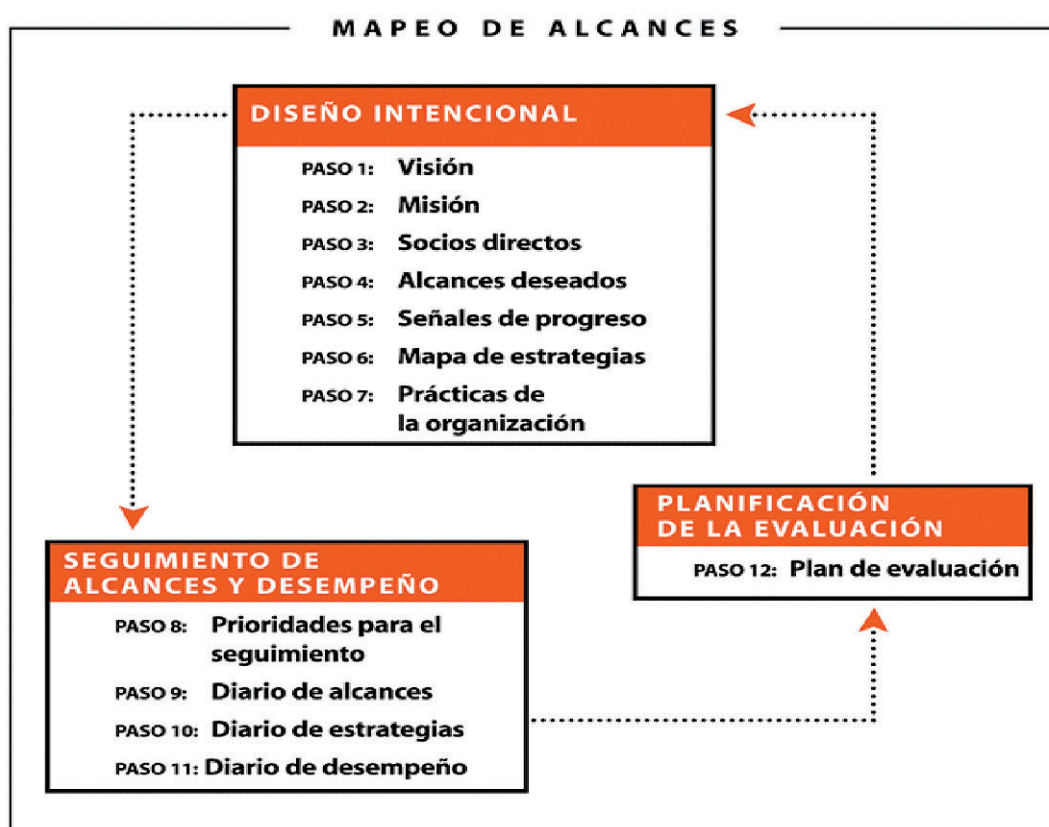 MAPEO DE ALCANCES
DISEÑO INTENCIONAL
PASO 1: Visión
PASO 2: Misión
PASO 3: Socios directos
PASO 4: Alcances deseados
PASO 5: Señales de progreso
PASO 6: Mapa de estrategias
PASO 7: Prácticas de
la organización
SEGUIMIENTO DE
ALCANCES Y DESEMPEÑO
PASO 8: Prioridades para el
seguimiento
PASO 9: Diario de alcances
PASO 10: Diario de estrategias
PASO 11: Diario de desempeño
PLANIFICACIÓN
DE LA EVALUACIÓN
PASO 12: Plan de evaluación